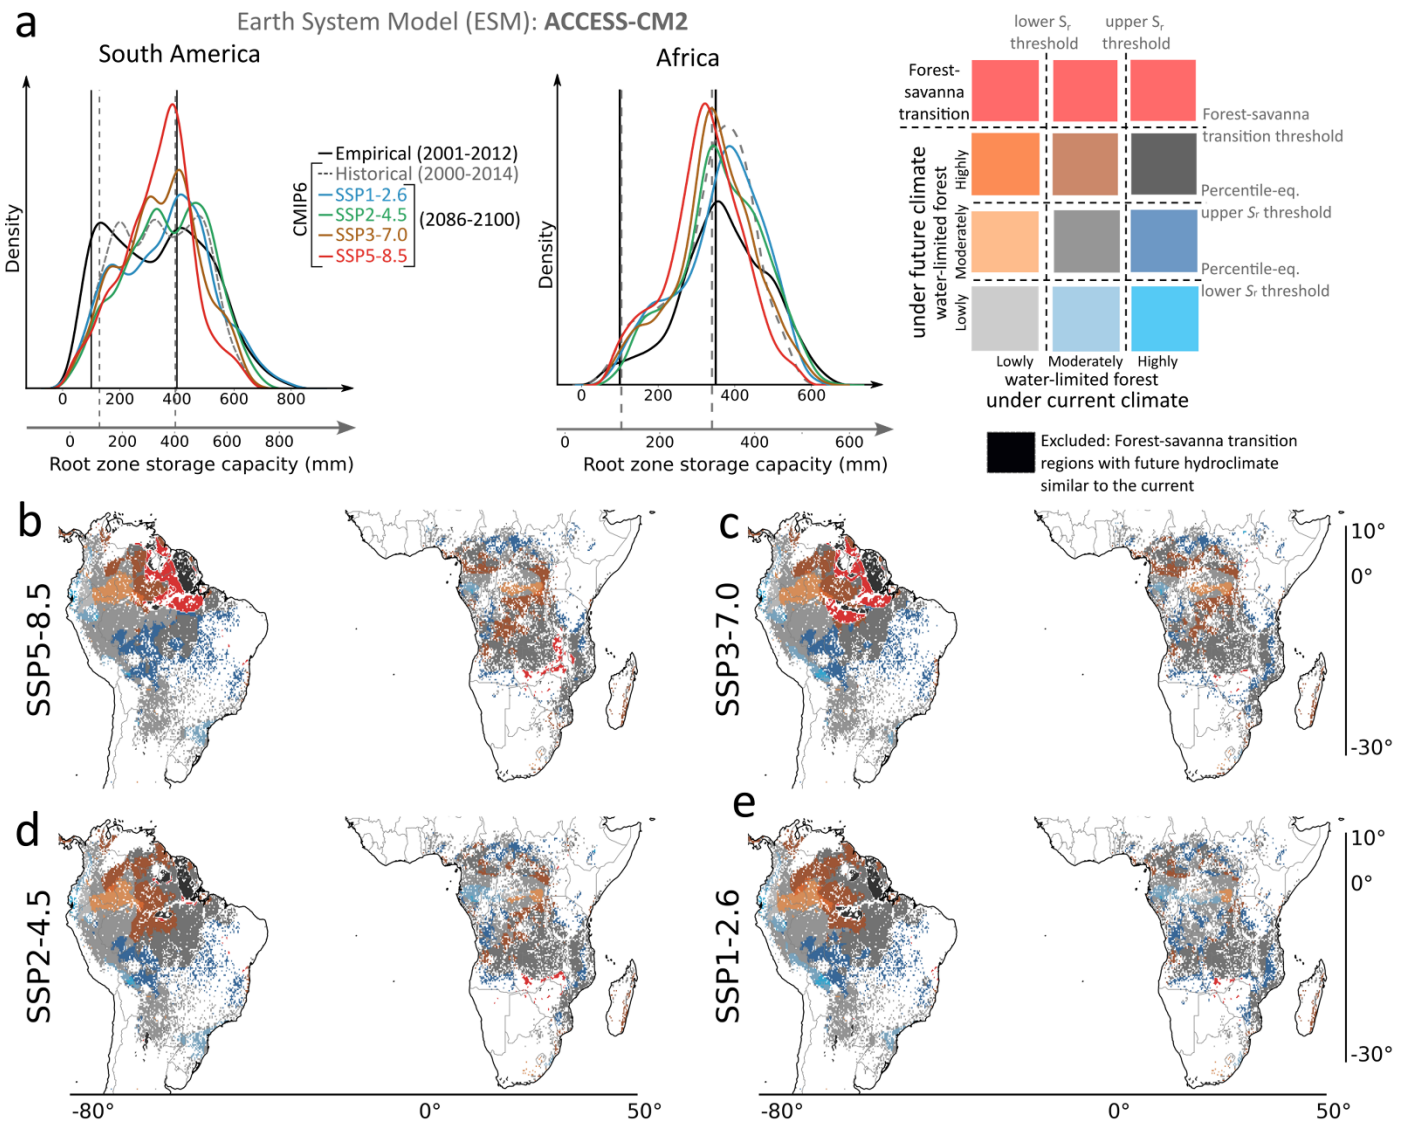 a
Earth System Model (ESM): ACCESS-CM2
South America
Africa
Density
0 200 400 600 800
0 200 400 600 800
Root zone storage capacity (mm)
Empirical (2001-2012)
Historical (2000-2014)
CMIP6
SSP1-2.6
SSP2-4.5
SSP3-7.0
SSP5-8.5
(2086-2100)
Density
0 200 400 600
0 200 400 600
Root zone storage capacity (mm)
lower Sr threshold
upper Sr threshold
Forest-
savanna
transition
Forest-savanna
transition threshold
Percentile-eq.
upper Sr threshold
Percentile-eq.
lower Sr threshold
under future climate
water-limited forest
Highly
Moderately
Lowly
Lowly Moderately Highly
water-limited forest
under current climate
Excluded: Forest-savanna transition
regions with future hydroclimate
similar to the current
b
SSP5-8.5
c
SSP3-7.0
10°
0°
-30°
d
SSP2-4.5
e
SSP1-2.6
10°
0°
-30°
-80° 0° 50°
-80° 0° 50°